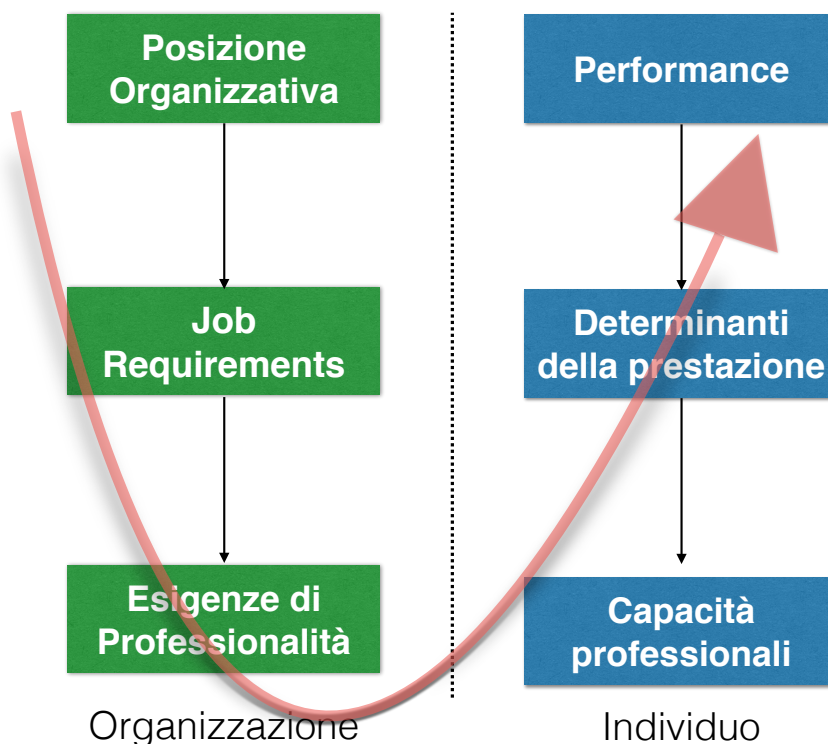 Posizione
Organizzativa
Performance
Job
Requirements
Determinanti
della prestazione
Esigenze di
Professionalità
Capacità
professionali
Organizzazione
Individuo